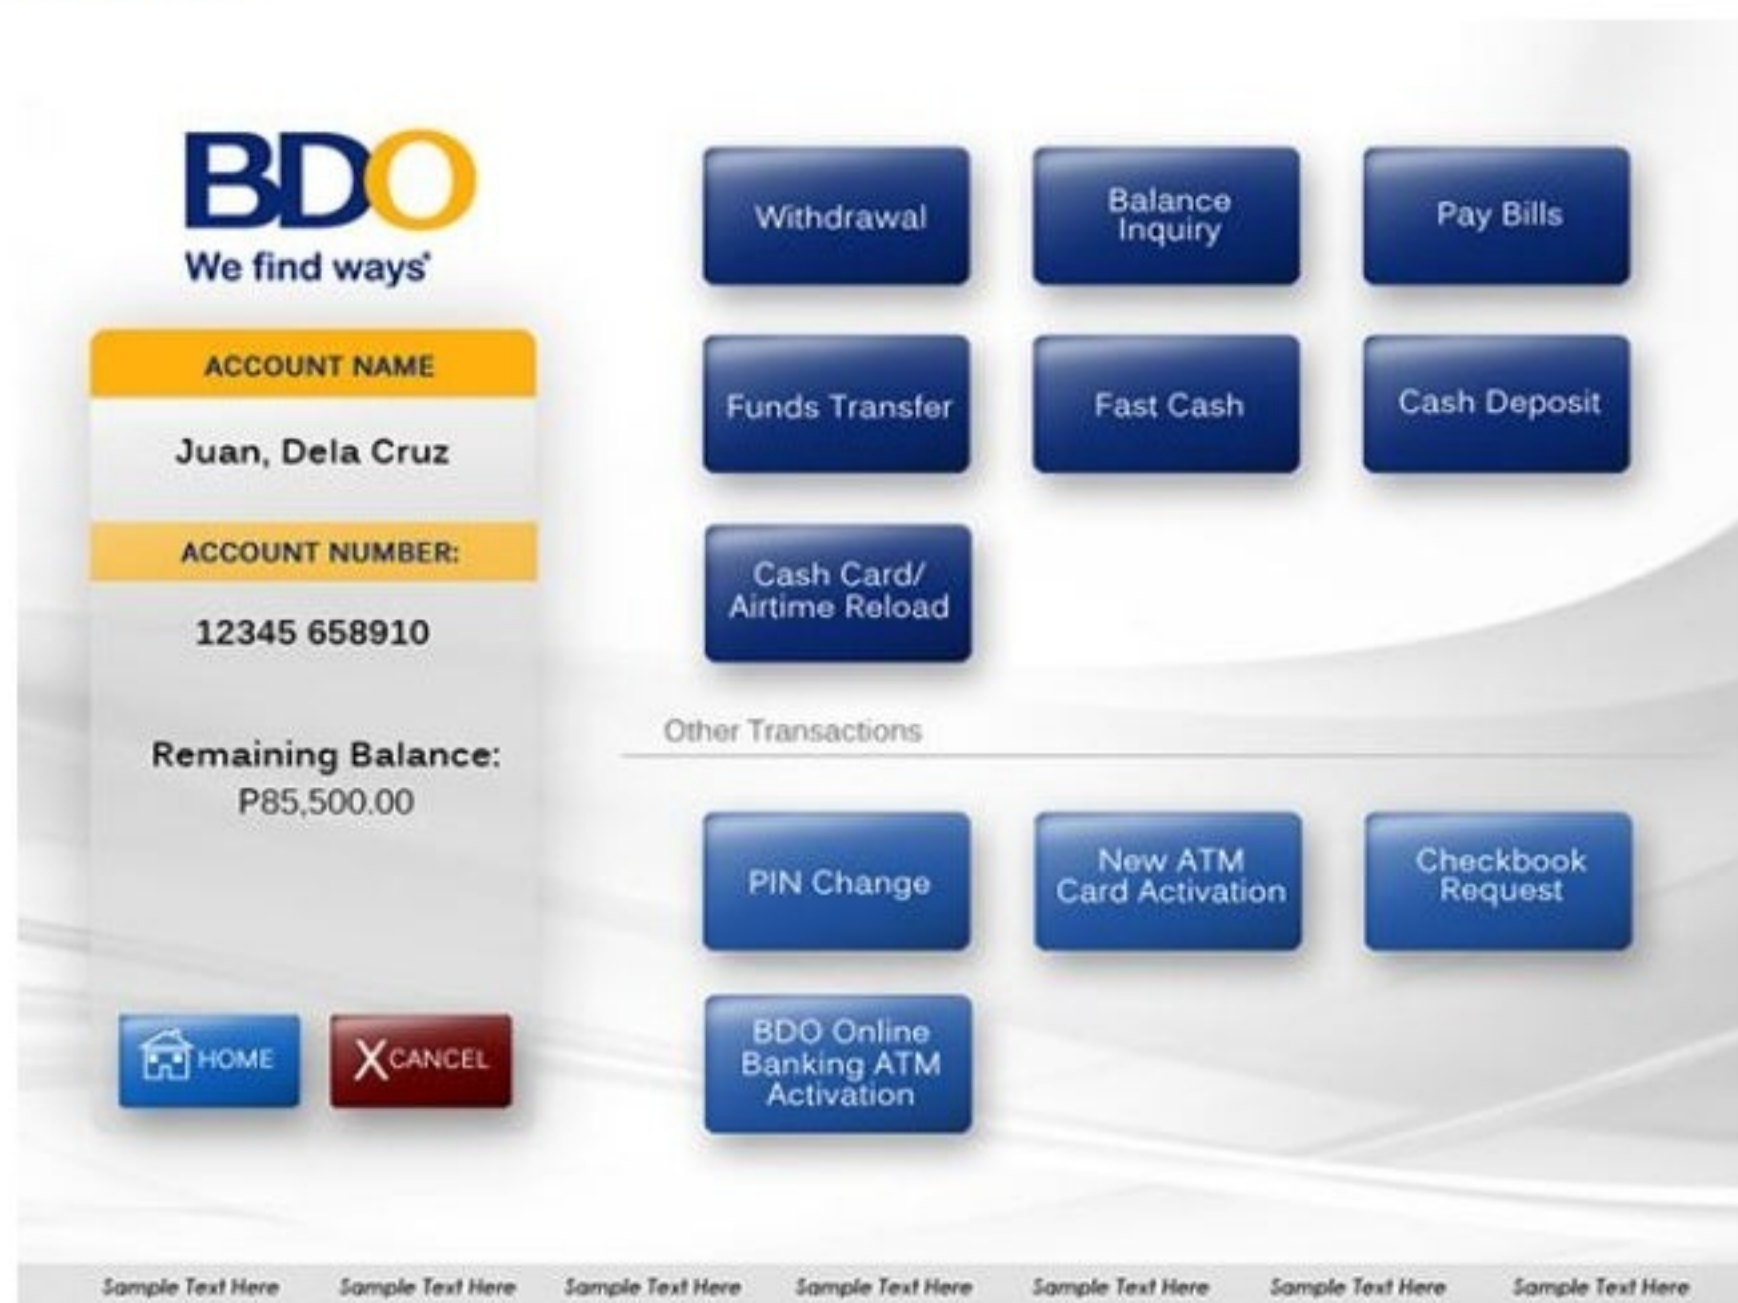 BDO
We find ways®
ACCOUNT NAME
Juan, Dela Cruz
ACCOUNT NUMBER:
12345 658910
Remaining Balance:
P85,500.00
HOME
X CANCEL
Withdrawal
Balance
Inquiry
Pay Bills
Funds Transfer
Fast Cash
Cash Deposit
Cash Card/
Airtime Reload
Other Transactions
PIN Change
New ATM
Card Activation
Checkbook
Request
BDO Online
Banking ATM
Activation
Sample Text Here Sample Text Here Sample Text Here Sample Text Here Sample Text Here Sample Text Here Sample Text Here